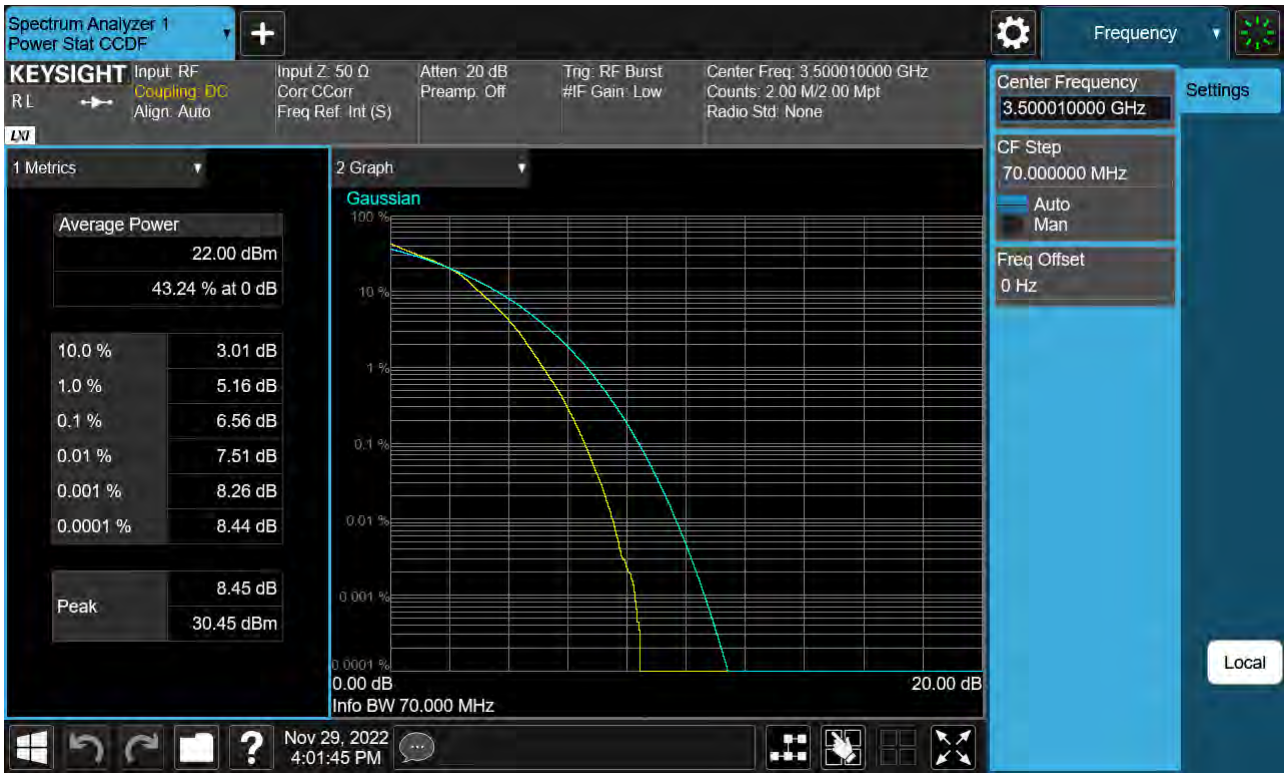 Spectrum Analyzer 1
Power Stat CCDF
Frequency
KEYSIGHT
R L
LXI
Input: RF
Coupling: DC
Align: Auto
Input Z: 50 Ω
Corr CCorr
Freq Ref: Int (S)
Atten: 20 dB
Preamp: Off
Trig: RF Burst
#IF Gain: Low
Center Freq: 3.500010000 GHz
Counts: 2.00 M/2.00 Mpt
Radio Std: None
Center Frequency
3.500010000 GHz
Settings
CF Step
70.000000 MHz
Auto
Man
Freq Offset
0 Hz
Local
1 Metrics
Average Power
22.00 dBm
43.24 % at 0 dB
10.0 % 3.01 dB
1.0 % 5.16 dB
0.1 % 6.56 dB
0.01 % 7.51 dB
0.001 % 8.26 dB
0.0001 % 8.44 dB
Peak
8.45 dB
30.45 dBm
2 Graph
Gaussian
100 %
10 %
1 %
0.1 %
0.01 %
0.001 %
0.0001 %
0.00 dB 20.00 dB
Info BW 70.000 MHz
Nov 29, 2022
4:01:45 PM